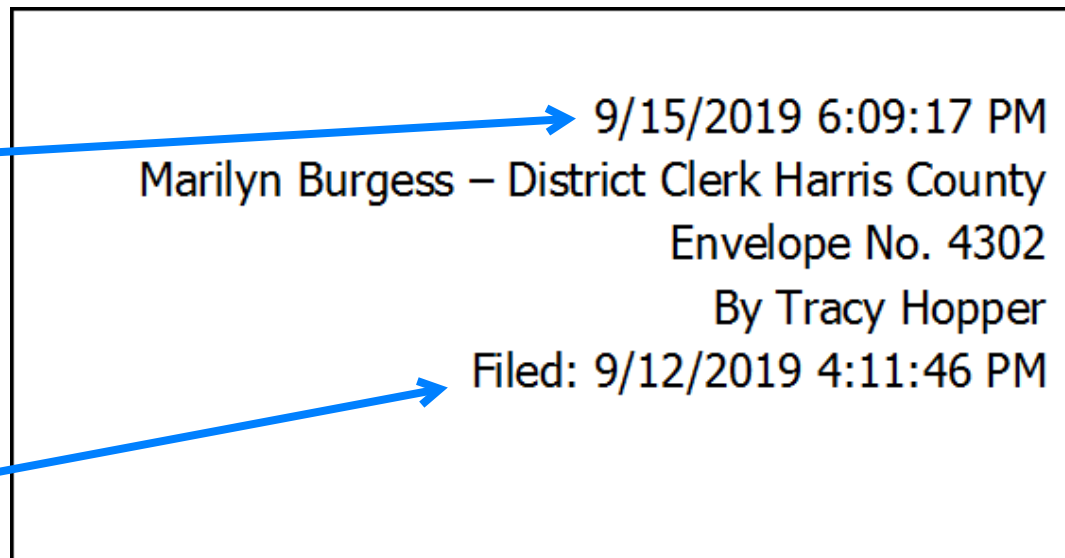 9/15/2019 6:09:17 PM
Marilyn Burgess – District Clerk Harris County
Envelope No. 4302
By Tracy Hopper
Filed: 9/12/2019 4:11:46 PM